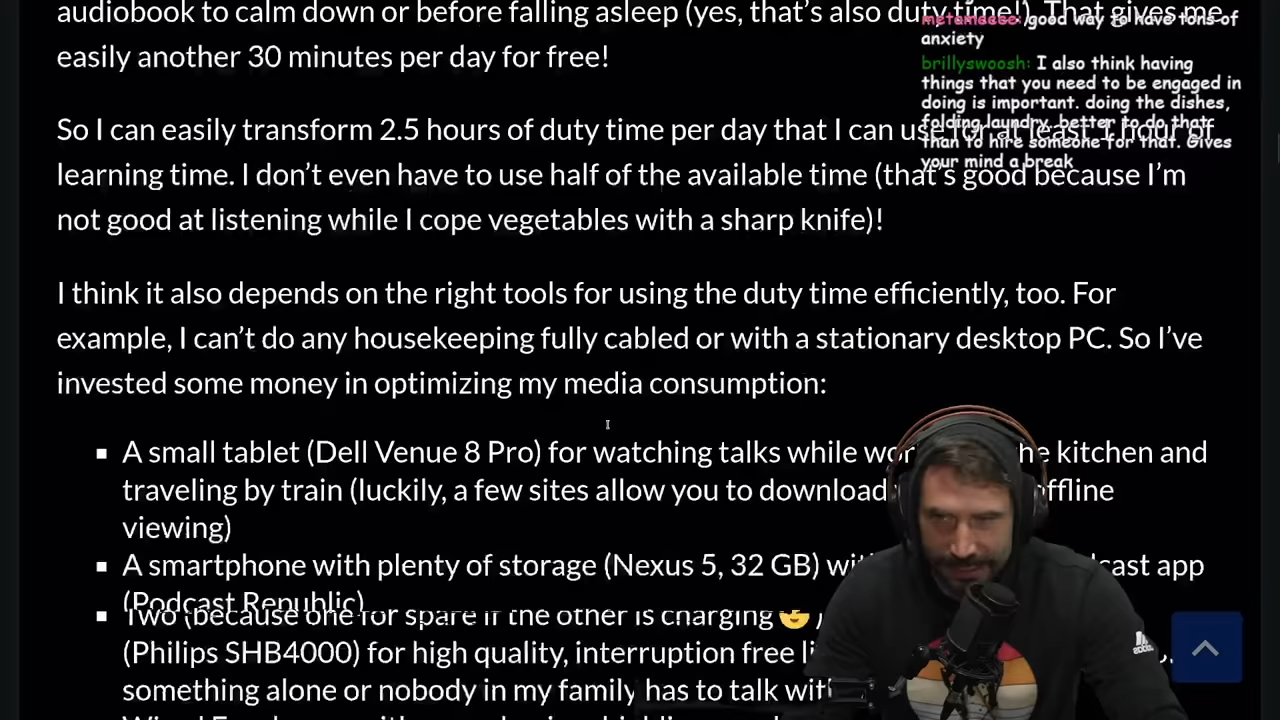 audiobook to calm down or before falling asleep (yes, that's also duty time!). That gives me
easily another 30 minutes per day for free!
So I can easily transform 2.5 hours of duty time per day that I can use for at least 1 hour of
learning time. I don't even have to use half of the available time (that's good because I'm
not good at listening while I cope vegetables with a sharp knife)!
I think it also depends on the right tools for using the duty time efficiently, too. For
example, I can't do any housekeeping fully cabled or with a stationary desktop PC. So I've
invested some money in optimizing my media consumption:
▪ A small tablet (Dell Venue 8 Pro) for watching talks while he kitchen and
traveling by train (luckily, a few sites allow you to download offline
viewing)
▪ A smartphone with plenty of storage (Nexus 5, 32 GB) cast app
(Podcast Republic)
▪ Two (because one for spare if the other is charging 😇
(Philips SHB4000) for high quality, interruption free
something alone or nobody in my family has to talk
metameeee: good way to have tons of
anxiety
brillyswoosh: I also think having
things that you need to be engaged in
doing is important. doing the dishes,
folding laundry. better to do that
than to hire someone for that. Gives
your mind a break